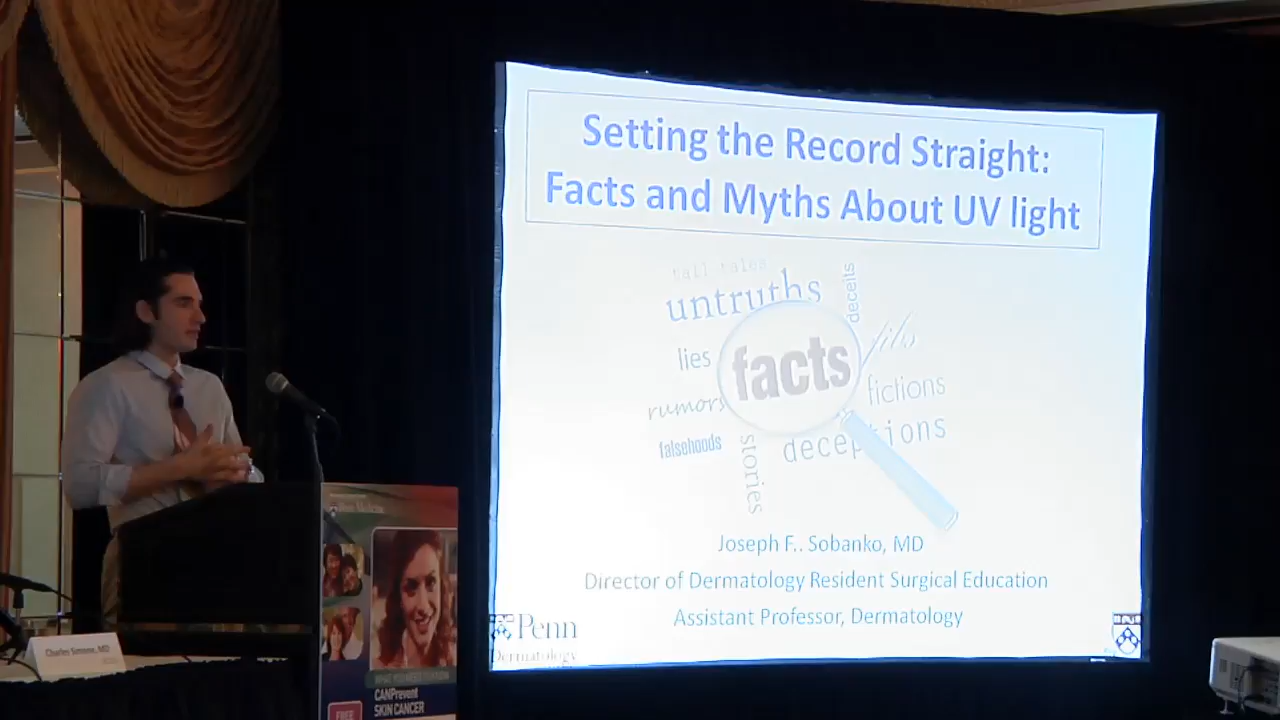 Setting the Record Straight:
Facts and Myths About UV light
tall tales
untruths
deceits
lies
facts
fibs
rumors
fictions
falsehoods
stories
deceptions
Joseph F.. Sobanko, MD
Director of Dermatology Resident Surgical Education
Assistant Professor, Dermatology
Penn
Dermatology
Charles Simone, MD
CANPrevent
SKIN CANCER
FREE